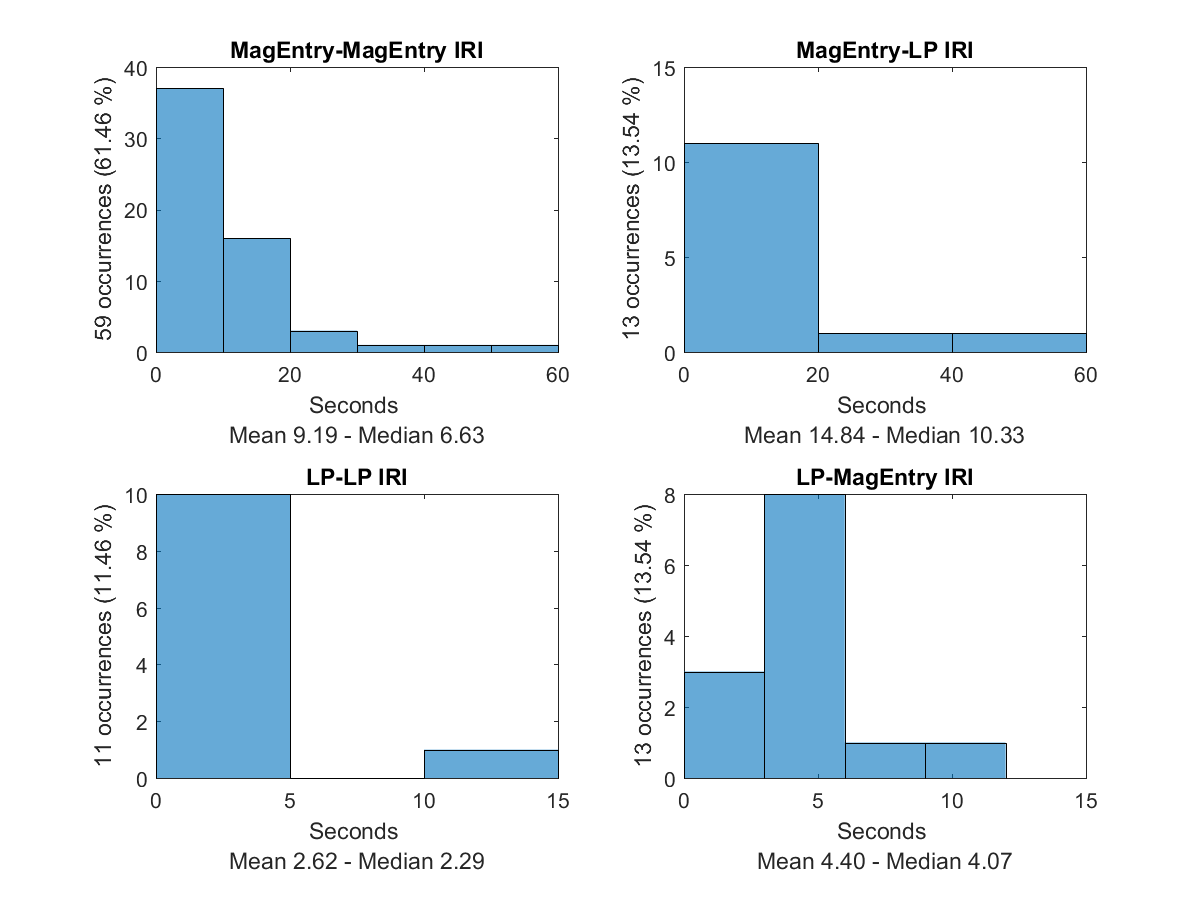 MagEntry-MagEntry IRI
59 occurrences (61.46 %)
40
30
20
10
0
0 20 40 60
Seconds
Mean 9.19 - Median 6.63
MagEntry-LP IRI
13 occurrences (13.54 %)
15
10
5
0
0 20 40 60
Seconds
Mean 14.84 - Median 10.33
LP-LP IRI
11 occurrences (11.46 %)
10
8
6
4
2
0
0 5 10 15
Seconds
Mean 2.62 - Median 2.29
LP-MagEntry IRI
13 occurrences (13.54 %)
8
6
4
2
0
0 5 10 15
Seconds
Mean 4.40 - Median 4.07